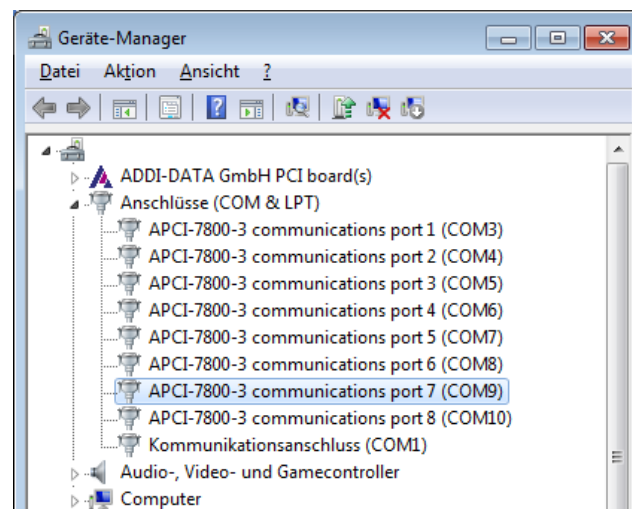 Geräte-Manager
Datei Aktion Ansicht ?
ADDI-DATA GmbH PCI board(s)
Anschlüsse (COM & LPT)
APCI-7800-3 communications port 1 (COM3)
APCI-7800-3 communications port 2 (COM4)
APCI-7800-3 communications port 3 (COM5)
APCI-7800-3 communications port 4 (COM6)
APCI-7800-3 communications port 5 (COM7)
APCI-7800-3 communications port 6 (COM8)
APCI-7800-3 communications port 7 (COM9)
APCI-7800-3 communications port 8 (COM10)
Kommunikationsanschluss (COM1)
Audio-, Video- und Gamecontroller
Computer